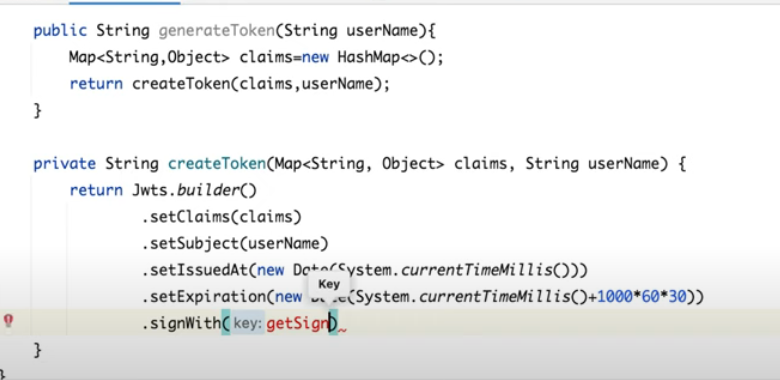 public String generateToken(String userName){
Map<String,Object> claims=new HashMap<>();
return createToken(claims,userName);
}
private String createToken(Map<String, Object> claims, String userName) {
return Jwts.builder()
.setClaims(claims)
.setSubject(userName)
.setIssuedAt(new Date(System.currentTimeMillis()))
Key
.setExpiration(new Date(System.currentTimeMillis()+1000*60*30))
.signWith( key: getSign)
}
}